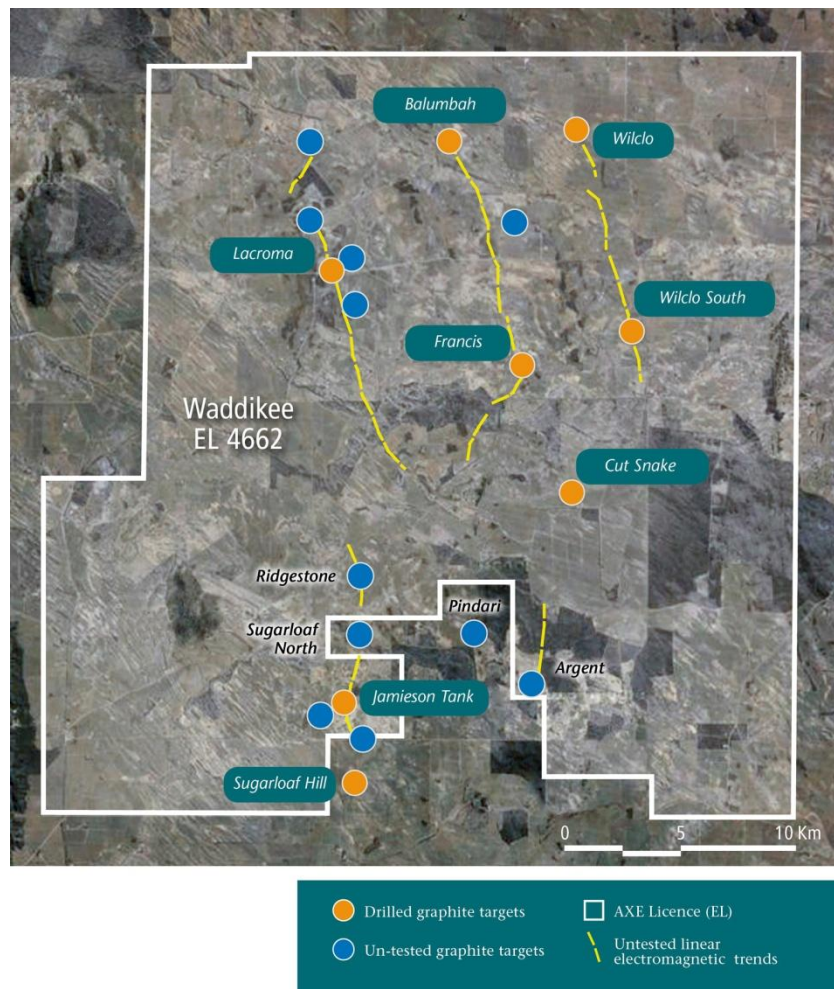 Balumbah
Wilclo
Lacroma
Wilclo South
Francis
Waddikee
EL 4662
Cut Snake
Ridgestone
Pindari
Sugarloaf
North
Argent
Jamieson Tank
Sugarloaf Hill
0 5 10 Km
Drilled graphite targets
AXE Licence (EL)
Un-tested graphite targets
Untested linear
electromagnetic trends